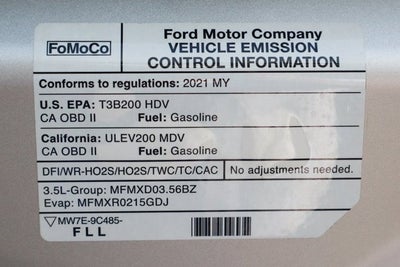 FoMoCo
Ford Motor Company
VEHICLE EMISSION
CONTROL INFORMATION
Conforms to regulations: 2021 MY
U.S. EPA: T3B200 HDV
CA OBD II Fuel: Gasoline
California: ULEV200 MDV
CA OBD II Fuel: Gasoline
DFI/WR-HO2S/HO2S/TWC/TC/CAC
No adjustments needed.
3.5L-Group: MFMXD03.56BZ
Evap: MFMXR0215GDJ
MW7E-9C485-
FLL